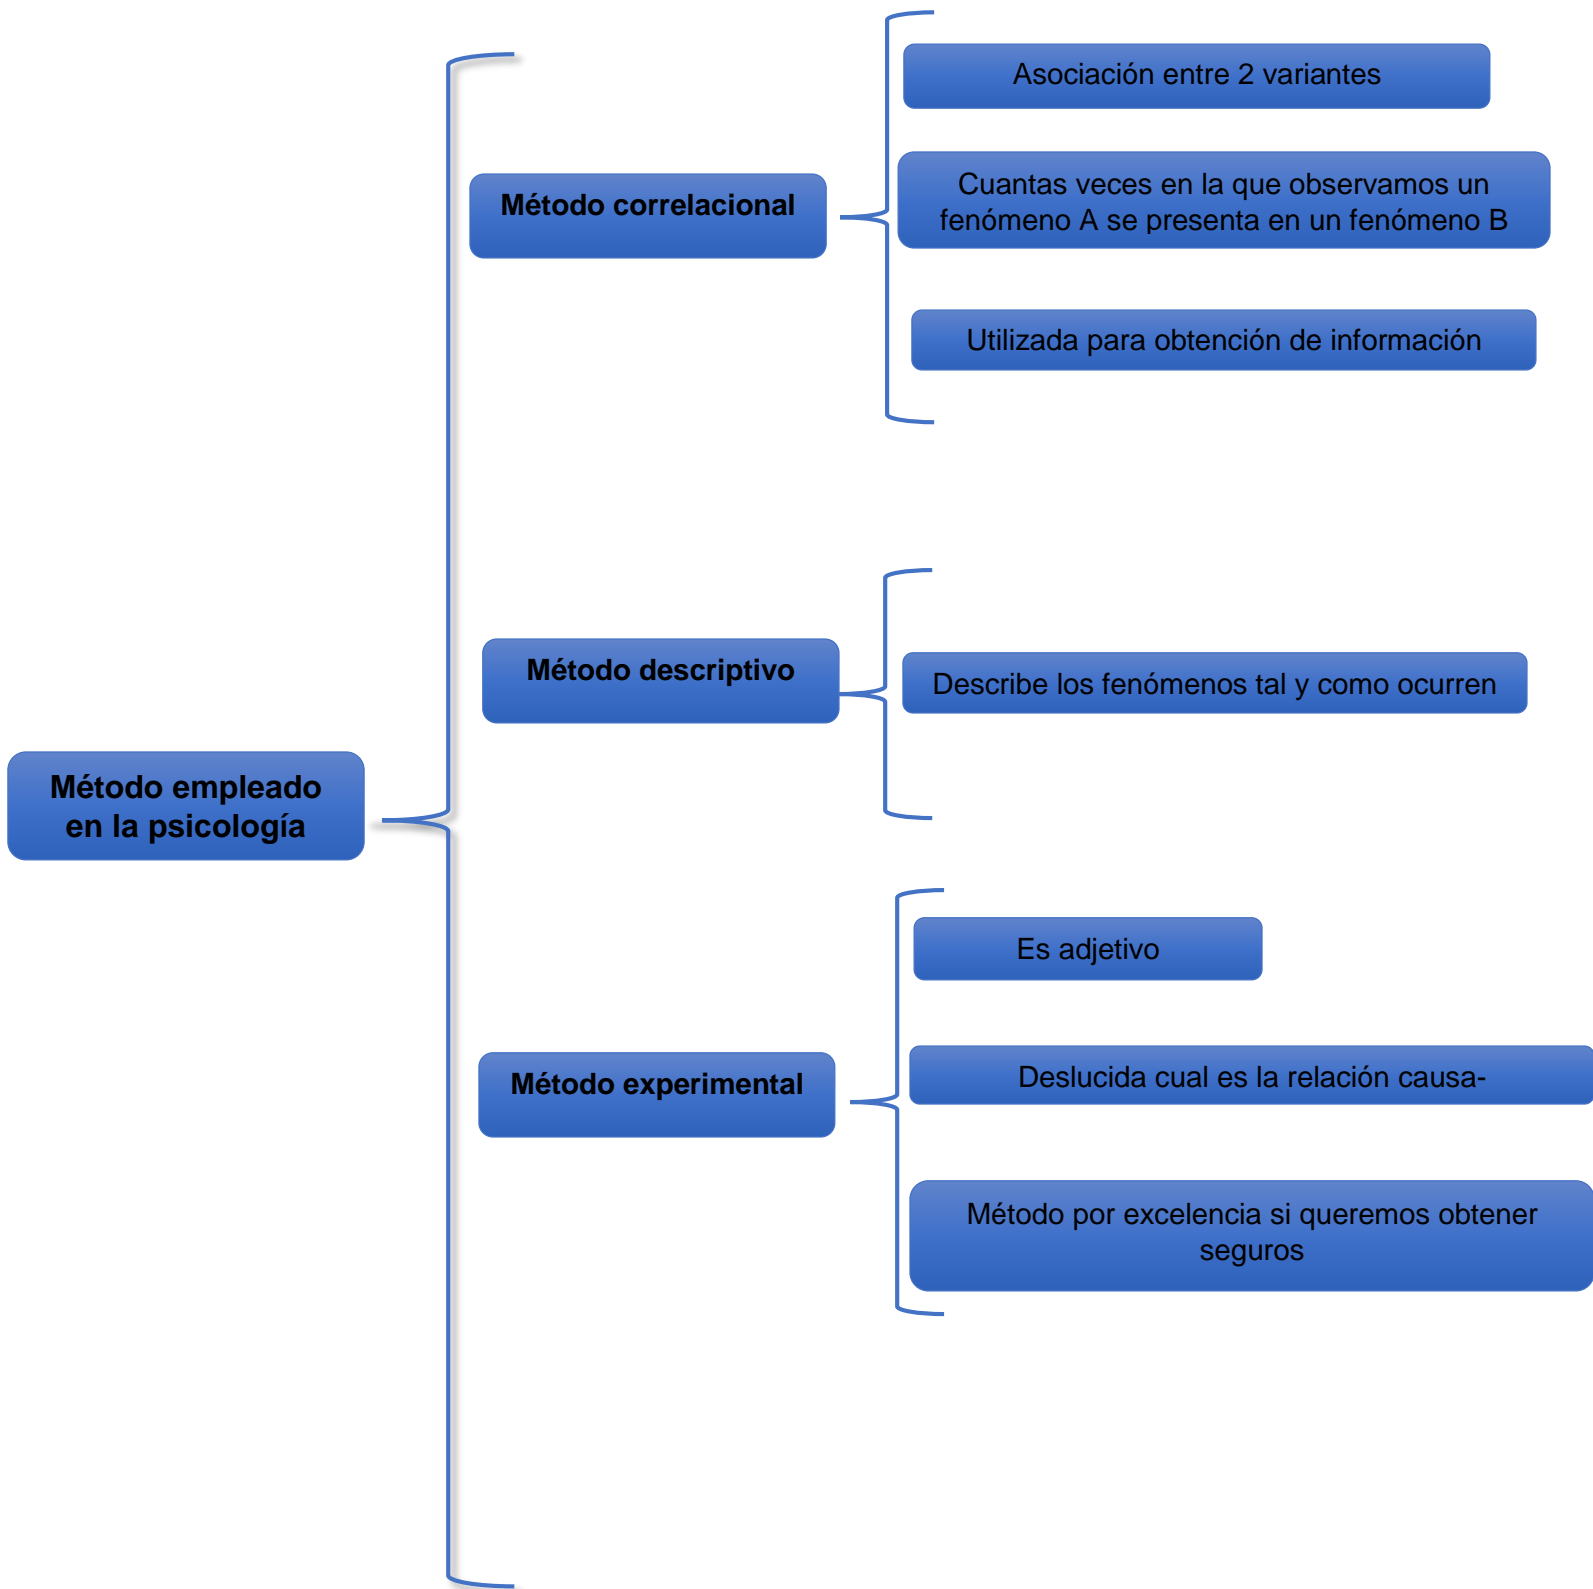 Asociación entre 2 variantes
Método correlacional
Cuantas veces en la que observamos un
fenómeno A se presenta en un fenómeno B
Utilizada para obtención de información
Método descriptivo
Describe los fenómenos tal y como ocurren
Método empleado
en la psicología
Es adjetivo
Método experimental
Deslucida cual es la relación causa-
Método por excelencia si queremos obtener
seguros